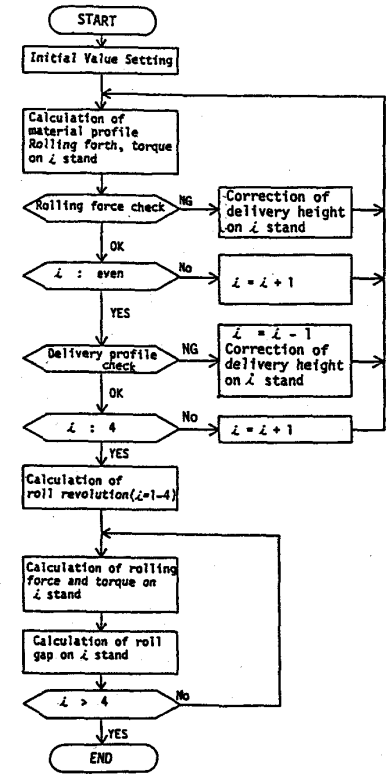 START
Initial Value Setting
Calculation of
material profile
Rolling forth, torque
on i stand
Rolling force check
NG
Correction of
delivery height
on i stand
OK
i : even
No
i = i + 1
YES
Delivery profile
check
NG
i = i - 1
Correction of
delivery height
on i stand
OK
i : 4
No
i = i + 1
YES
Calculation of
roll revolution(i=1-4)
Calculation of rolling
force and torque on
i stand
Calculation of roll
gap on i stand
i > 4
No
YES
END